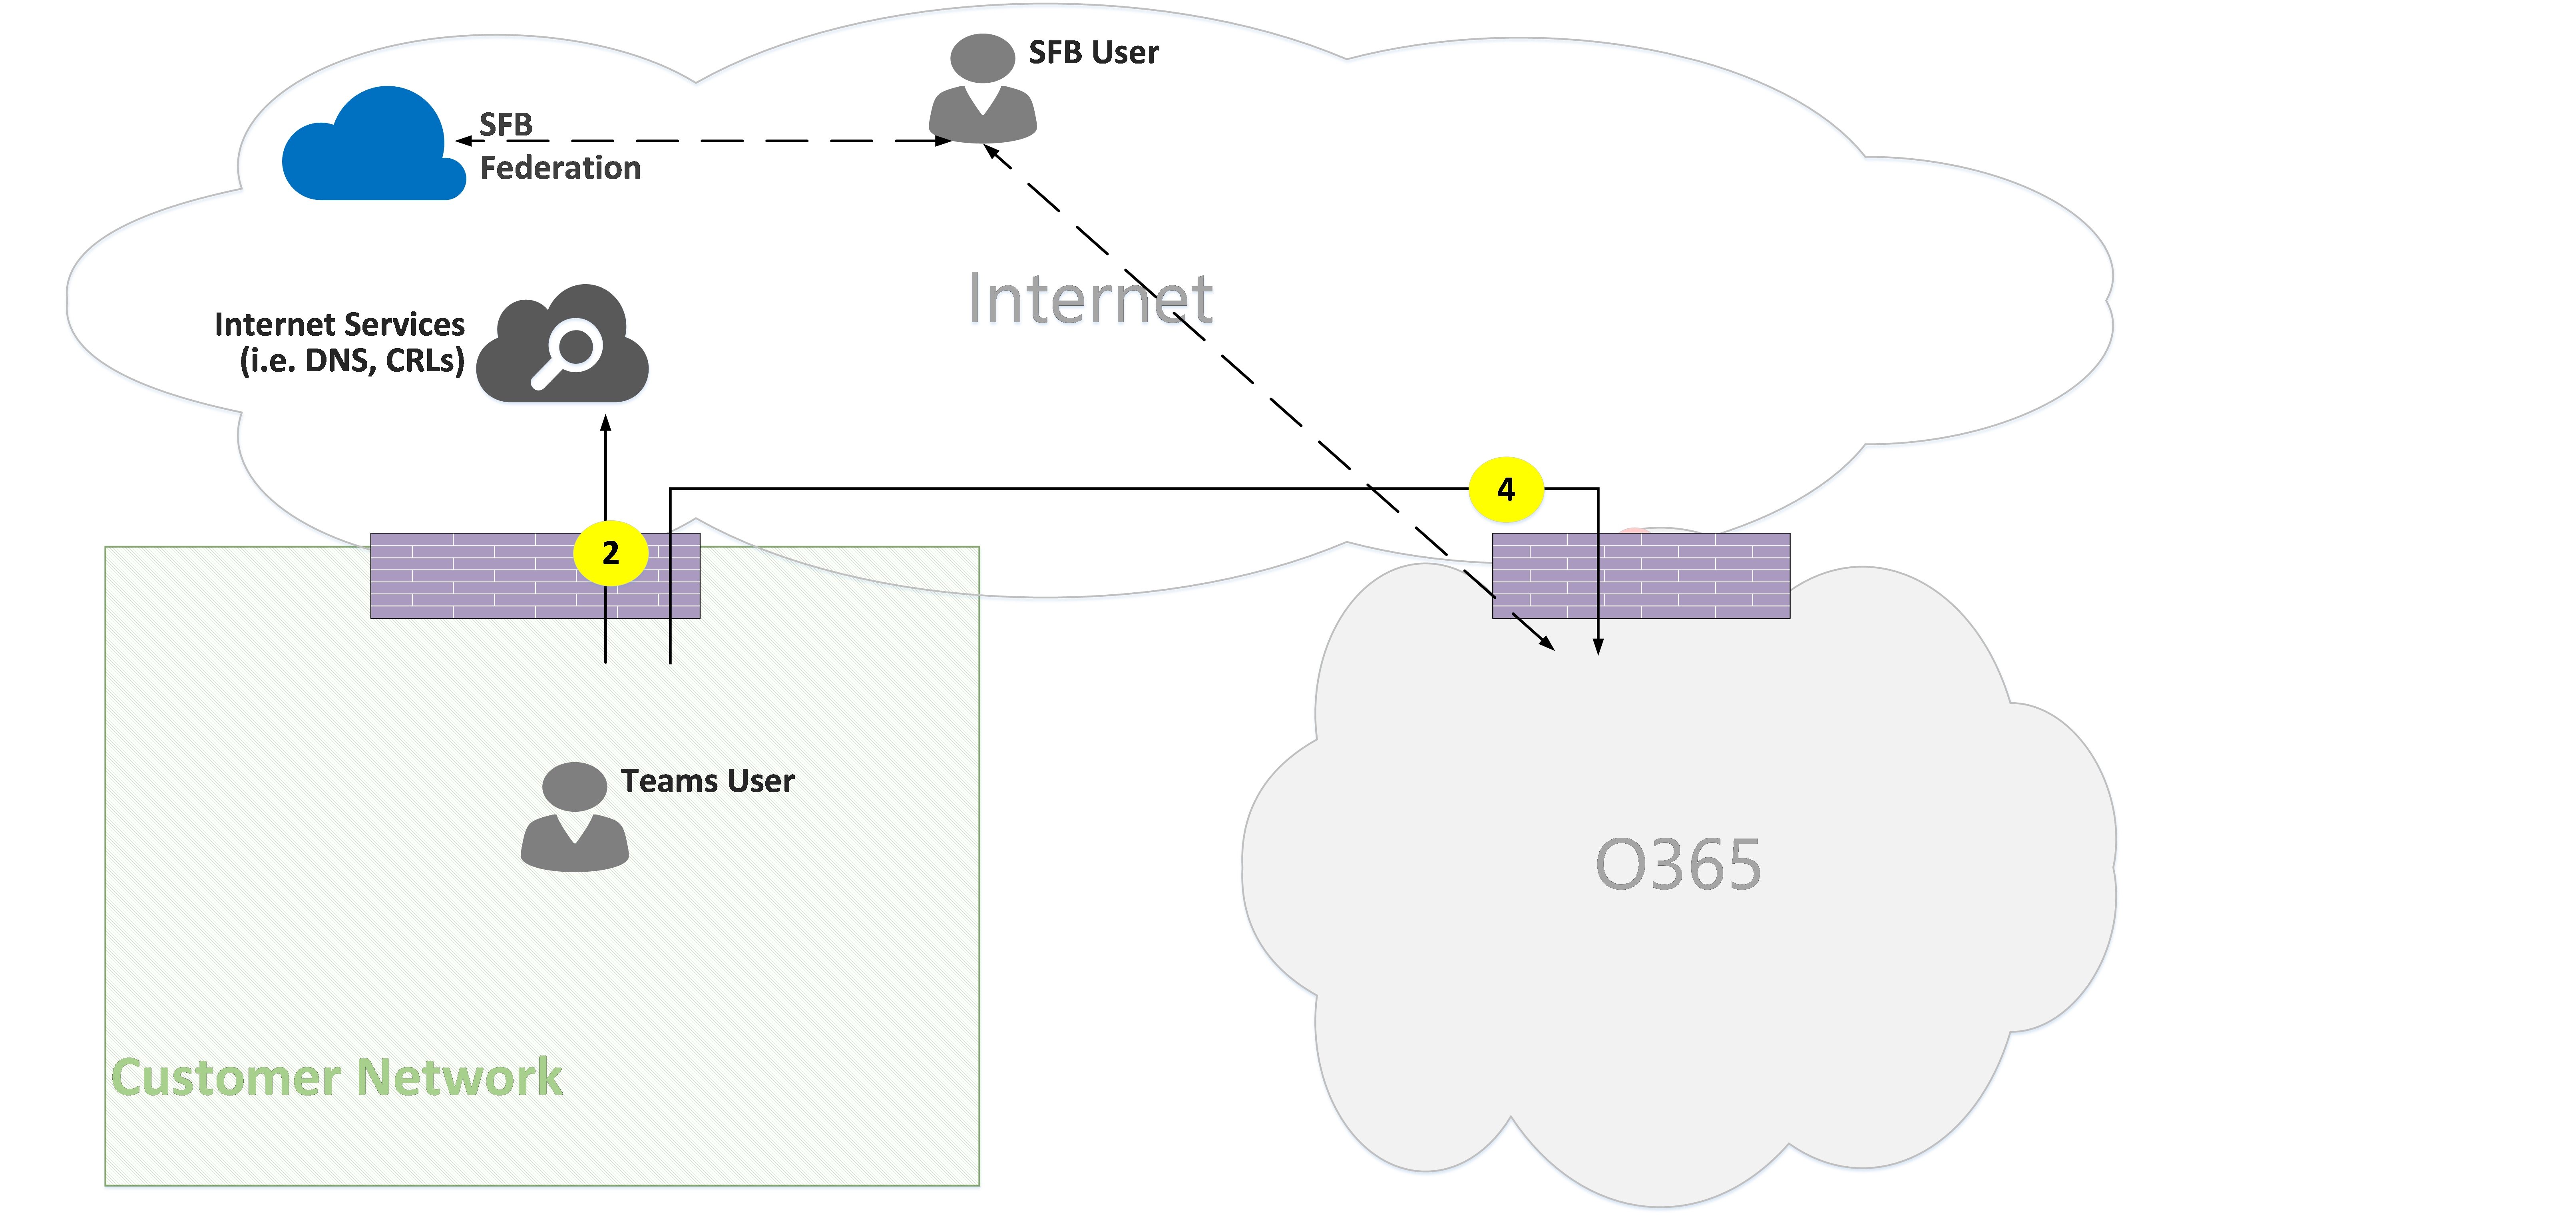 SFB User
SFB
Federation
Internet
Internet Services
(i.e. DNS, CRLs)
4
2
Teams User
O365
Customer Network